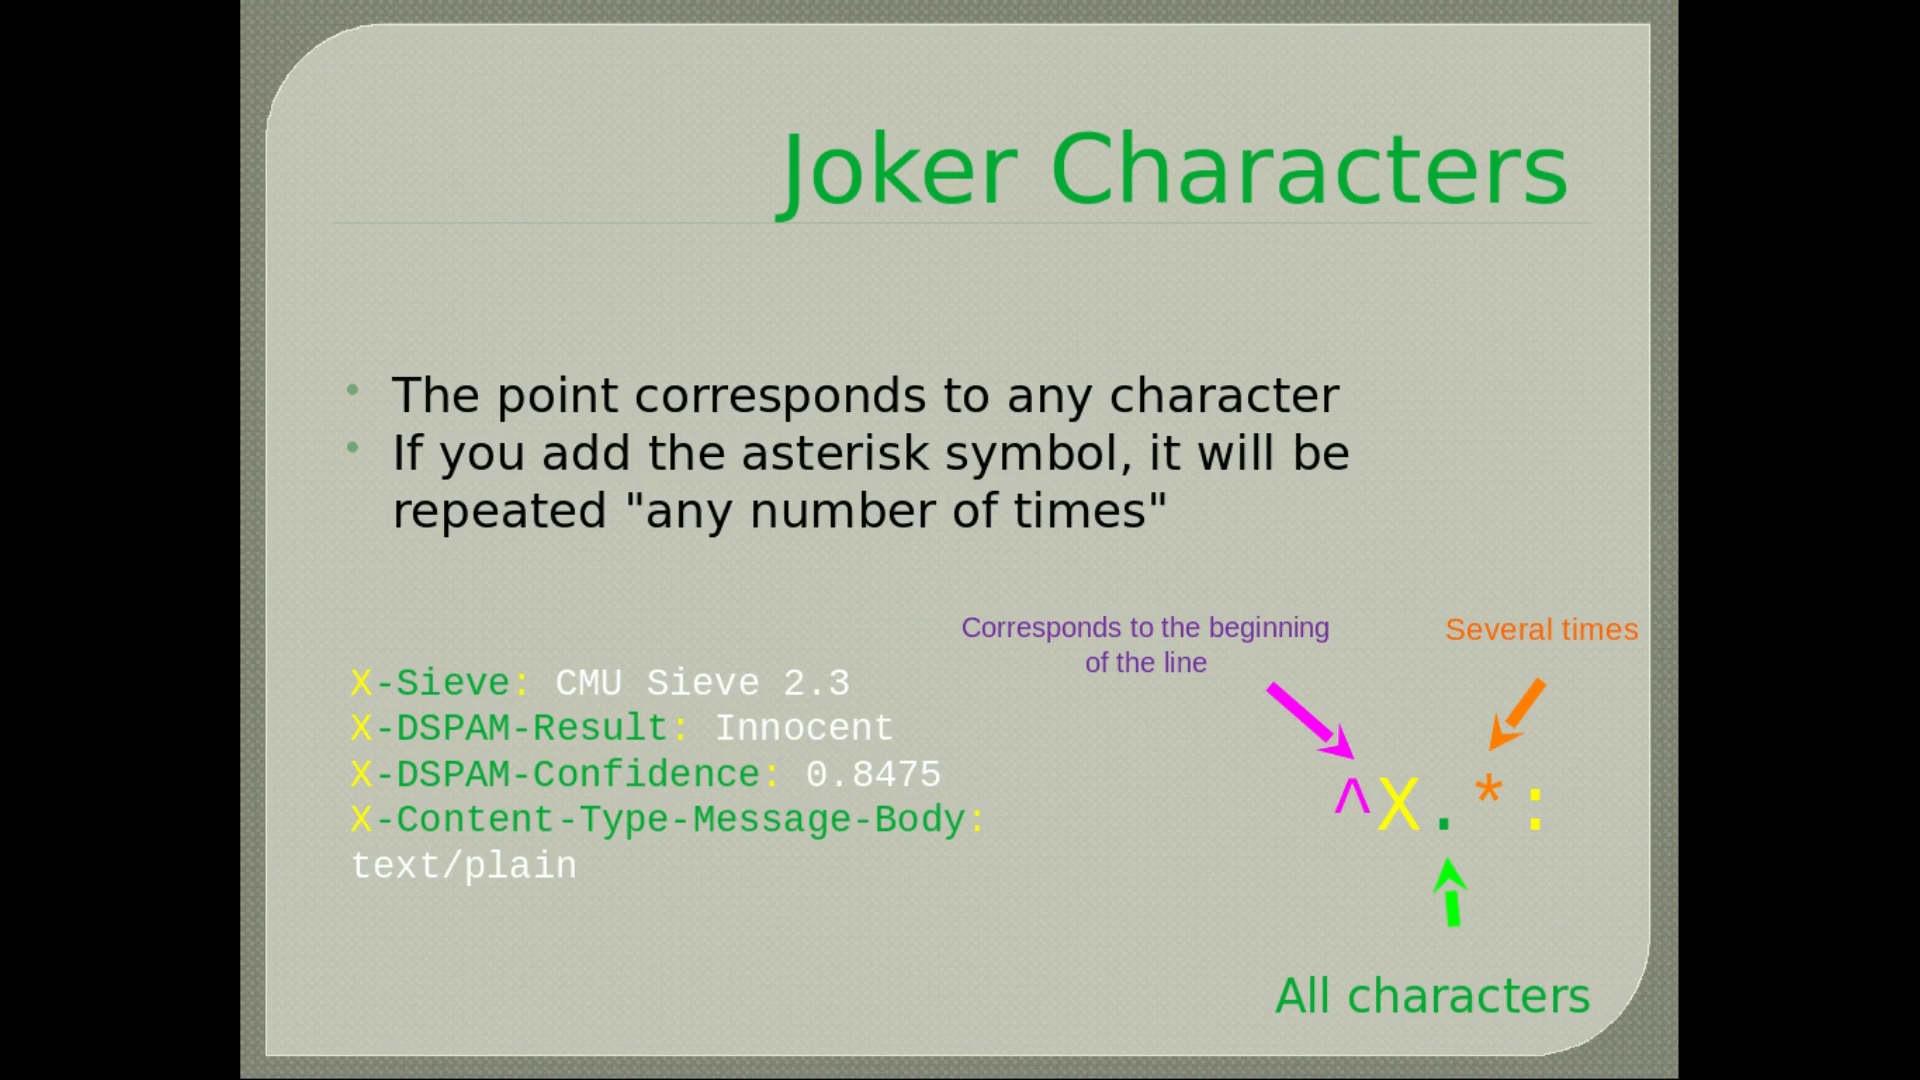 Joker Characters
• The point corresponds to any character
• If you add the asterisk symbol, it will be
repeated "any number of times"
Corresponds to the beginning
of the line
Several times
X-Sieve: CMU Sieve 2.3
X-DSPAM-Result: Innocent
X-DSPAM-Confidence: 0.8475
X-Content-Type-Message-Body:
text/plain
^X.*:
All characters